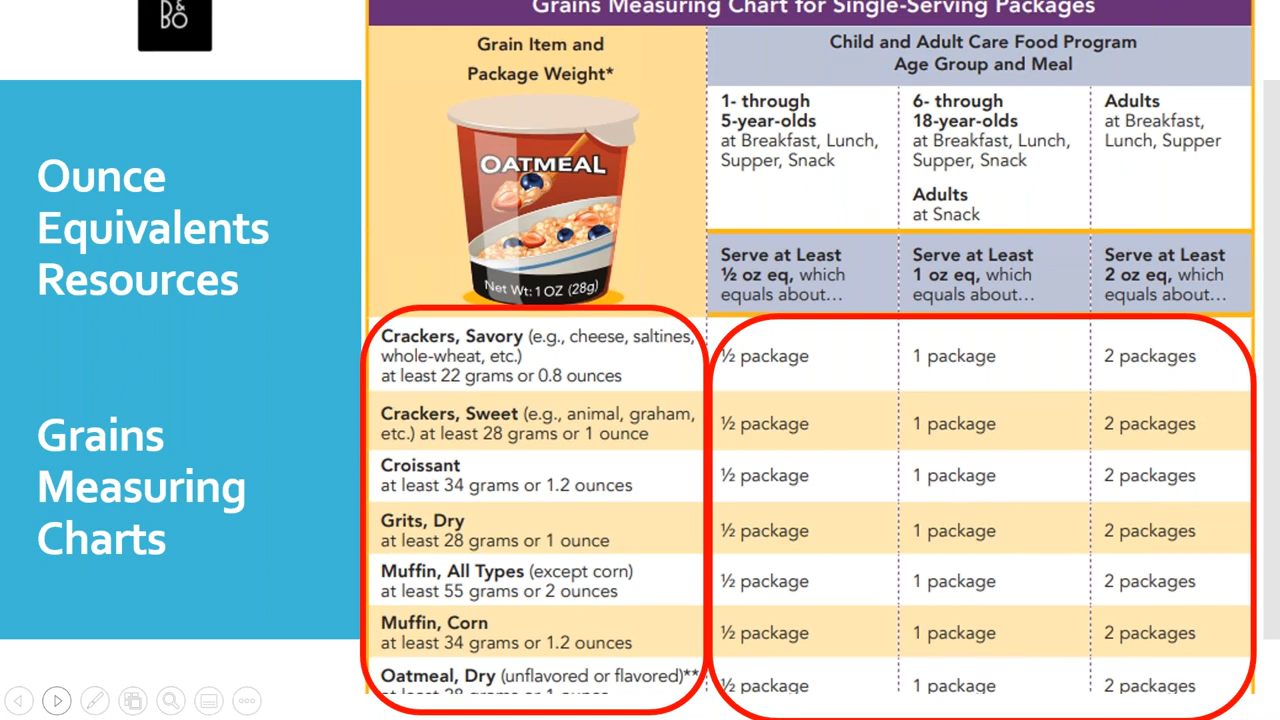 D&
BO
Ounce
Equivalents
Resources
Grains
Measuring
Charts
Grains Measuring Chart for Single-Serving Packages
Grain Item and
Package Weight*
OATMEAL
Net Wt: 1 OZ (28g)
Child and Adult Care Food Program
Age Group and Meal
1- through
5-year-olds
at Breakfast, Lunch,
Supper, Snack
6- through
18-year-olds
at Breakfast, Lunch,
Supper, Snack
Adults
at Snack
Adults
at Breakfast,
Lunch, Supper
Serve at Least
½ oz eq, which
equals about…
Serve at Least
1 oz eq, which
equals about…
Serve at Least
2 oz eq, which
equals about…
Crackers, Savory (e.g., cheese, saltines,
whole-wheat, etc.)
at least 22 grams or 0.8 ounces
½ package 1 package 2 packages
Crackers, Sweet (e.g., animal, graham,
etc.) at least 28 grams or 1 ounce
½ package 1 package 2 packages
Croissant
at least 34 grams or 1.2 ounces
½ package 1 package 2 packages
Grits, Dry
at least 28 grams or 1 ounce
½ package 1 package 2 packages
Muffin, All Types (except corn)
at least 55 grams or 2 ounces
½ package 1 package 2 packages
Muffin, Corn
at least 34 grams or 1.2 ounces
½ package 1 package 2 packages
Oatmeal, Dry (unflavored or flavored)**
at least 28 grams or 1 ounce
½ package 1 package 2 packages